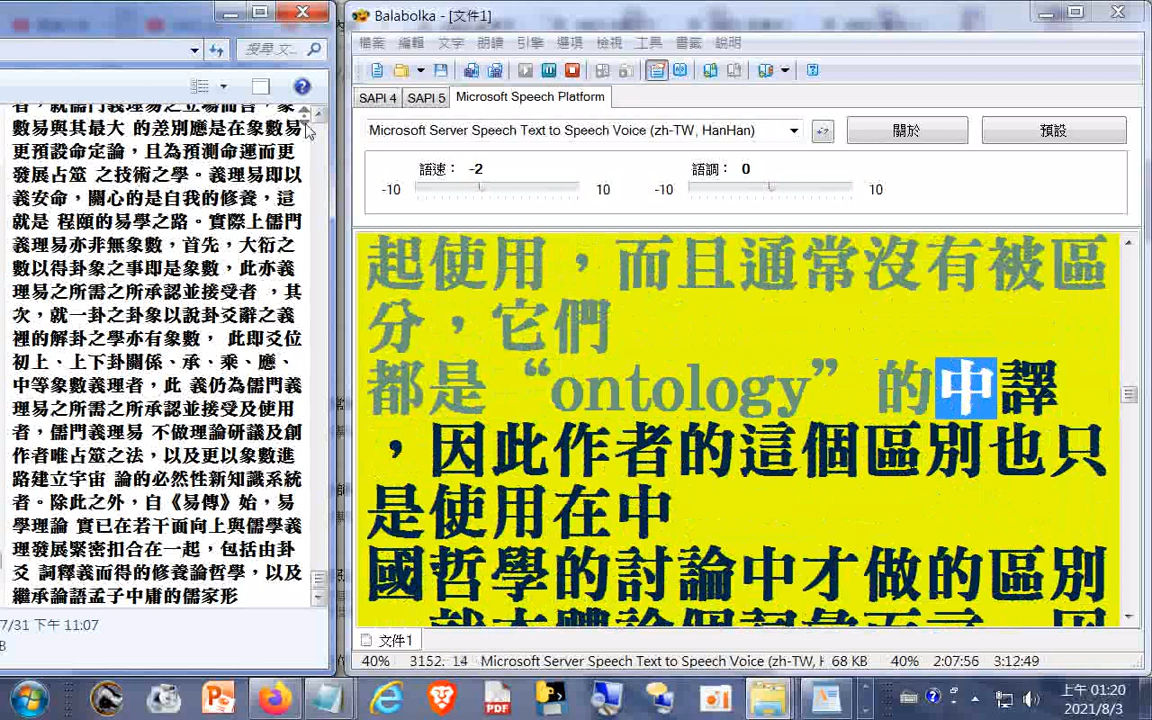 搜尋 文...
者，就儒門義理易之立場而言，象
數易與其最大 的差別應是在象數易
更預設命定論，且為預測命運而更
發展占筮 之技術之學。義理易即以
義安命，關心的是自我的修養，這
就是 程頤的易學之路。實際上儒門
義理易亦非無象數，首先，大衍之
數以得卦象之事即是象數，此亦義
理易之所需之所承認並接受者 ，其
次，就一卦之卦象以說卦爻辭之義
裡的解卦之學亦有象數， 此即爻位
初上、上下卦關係、承、乘、應、
中等象數義理者，此 義仍為儒門義
理易之所需之所承認並接受及使用
者，儒門義理易 不做理論研議及創
作者唯占筮之法，以及更以象數進
路建立宇宙 論的必然性新知識系統
者。除此之外，自《易傳》始，易
學理論 實已在若干面向上與儒學義
理發展緊密扣合在一起，包括由卦
爻 詞釋義而得的修養論哲學，以及
繼承論語孟子中庸的儒家形
7/31 下午 11:07
B
Balabolka - [文件1]
檔案 編輯 文字 朗讀 引擎 選項 檢視 工具 書籤 說明
SAPI 4 SAPI 5 Microsoft Speech Platform
Microsoft Server Speech Text to Speech Voice (zh-TW, HanHan) 關於 預設
語速： -2 語調： 0
-10 10 -10 10
起使用，而且通常沒有被區
分，它們
都是“ontology”的中譯
，因此作者的這個區別也只
是使用在中
國哲學的討論中才做的區別
，就本體論個詞彙而言，因
文件1
40% 3152. 14 Microsoft Server Speech Text to Speech Voice (zh-TW, H 68 KB 40% 2:07:56 3:12:49
上午 01:20
2021/8/3